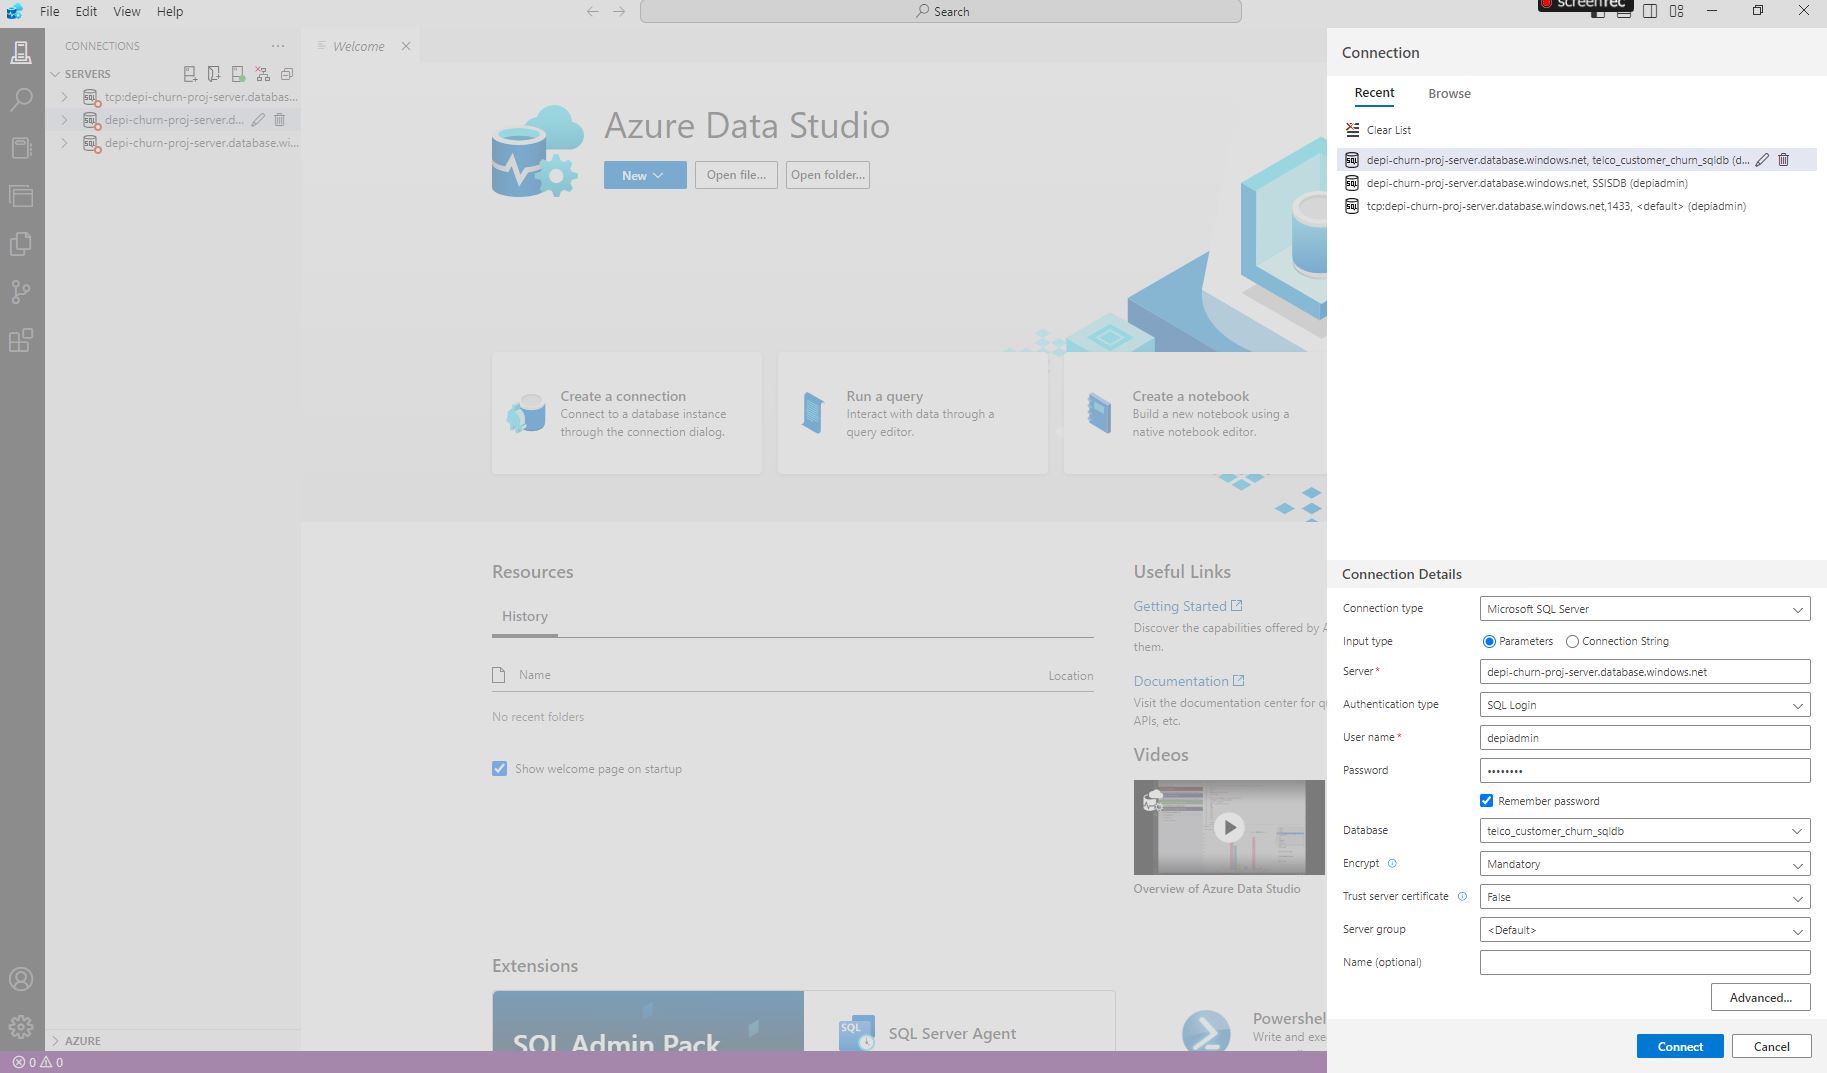 File Edit View Help
Search
screenrec
CONNECTIONS
SERVERS
tcp:depi-churn-proj-server.databas...
depi-churn-proj-server.d...
depi-churn-proj-server.database.wi...
AZURE
0 0
Welcome
Azure Data Studio
New
Open file...
Open folder...
Create a connection
Connect to a database instance
through the connection dialog.
Run a query
Interact with data through a
query editor.
Create a notebook
Build a new notebook using a
native notebook editor.
Resources
History
Name Location
No recent folders
Show welcome page on startup
Useful Links
Getting Started
Discover the capabilities offered by A
them.
Documentation
Visit the documentation center for qu
APIs, etc.
Videos
Overview of Azure Data Studio
Extensions
SQL Admin Pack
SQL
SQL Server Agent
Powershel
Write and exe
Connection
Recent Browse
Clear List
depi-churn-proj-server.database.windows.net, telco_customer_churn_sqldb (d...
depi-churn-proj-server.database.windows.net, SSISDB (depiadmin)
tcp:depi-churn-proj-server.database.windows.net,1433, <default> (depiadmin)
Connection Details
Connection type Microsoft SQL Server
Input type Parameters Connection String
Server* depi-churn-proj-server.database.windows.net
Authentication type SQL Login
User name* depiadmin
Password ••••••••
Remember password
Database telco_customer_churn_sqldb
Encrypt Mandatory
Trust server certificate False
Server group <Default>
Name (optional)
Advanced...
Connect Cancel